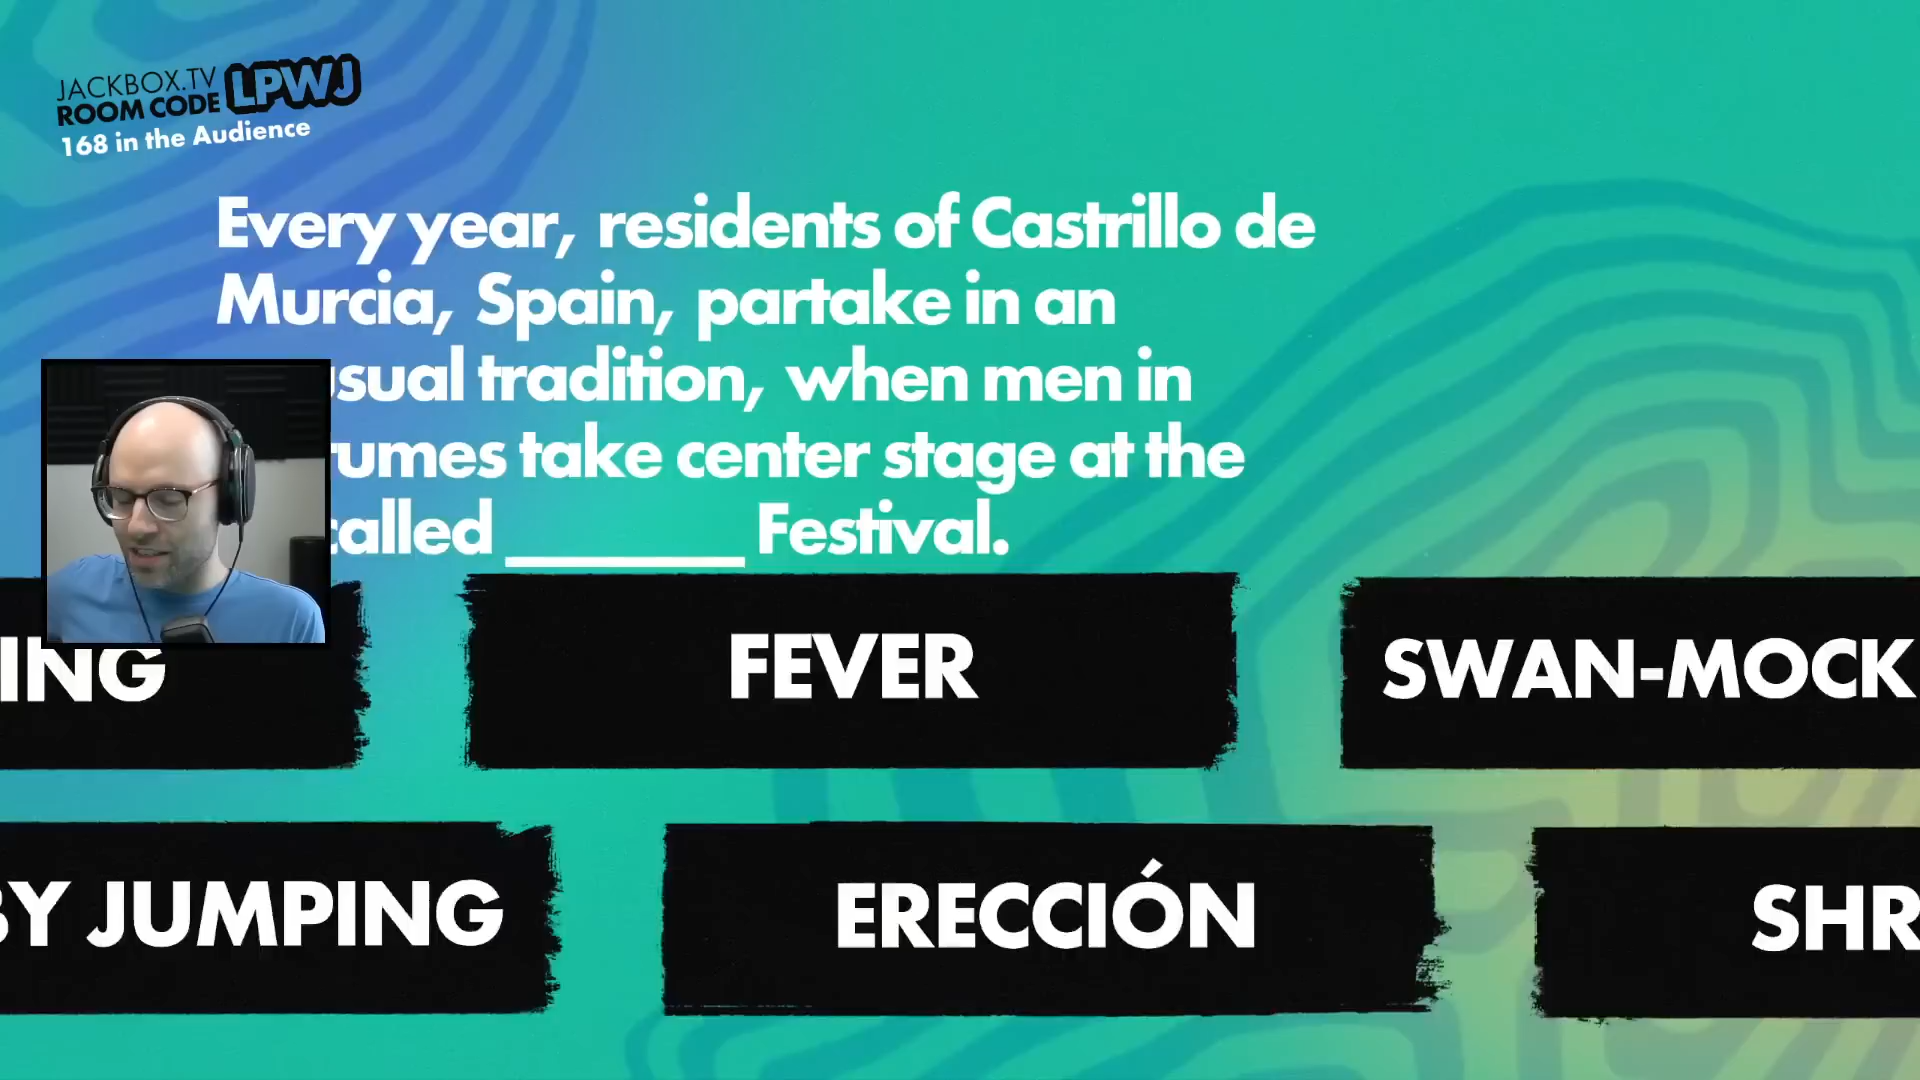 JACKBOX.TV
ROOM CODE LPWJ
168 in the Audience
Every year, residents of Castrillo de
Murcia, Spain, partake in an
usual tradition, when men in
tumes take center stage at the
called ________ Festival.
ING
FEVER
SWAN-MOCK
BY JUMPING
ERECCIÓN
SHR